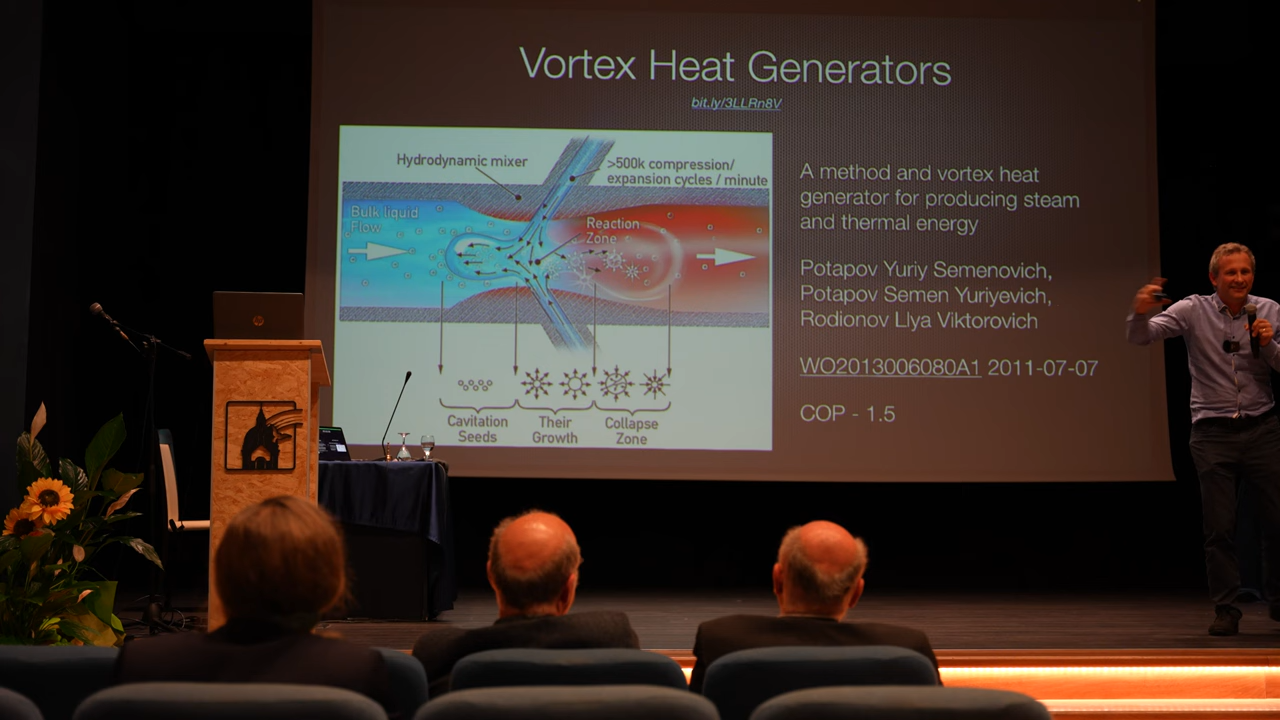 Vortex Heat Generators
bit.ly/3LLRn8V
Hydrodynamic mixer
>500k compression/
expansion cycles / minute
Bulk liquid
Flow
Reaction
Zone
Cavitation
Seeds
Their
Growth
Collapse
Zone
A method and vortex heat
generator for producing steam
and thermal energy
Potapov Yuriy Semenovich,
Potapov Semen Yuriyevich,
Rodionov Llya Viktorovich
WO2013006080A1 2011-07-07
COP - 1.5
hp